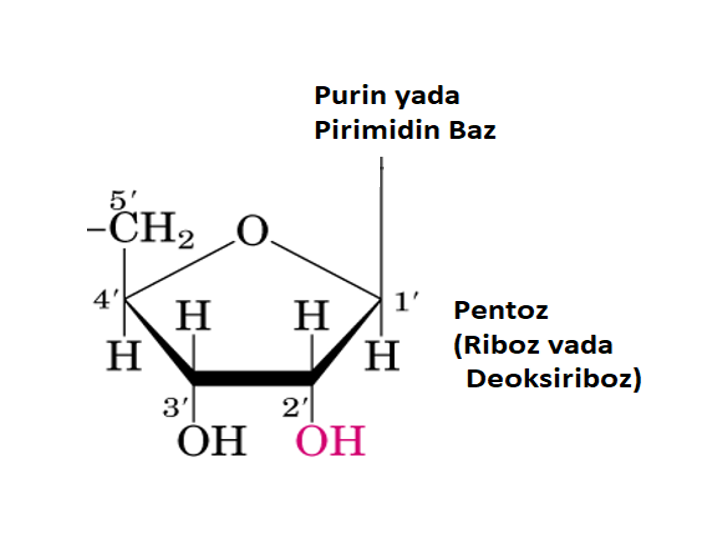 Purin yada
Pirimidin Baz
5′
–CH₂
O
4′
H
H
1′
Pentoz
H
H
(Riboz vada
Deoksiriboz)
3′
2′
OH
OH